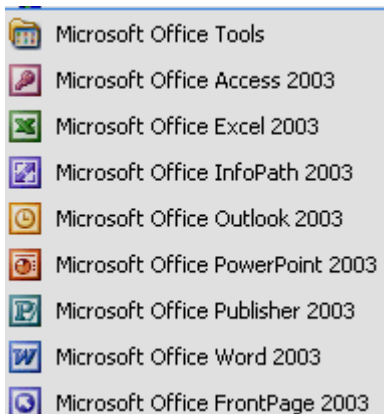 Microsoft Office Tools
Microsoft Office Access 2003
Microsoft Office Excel 2003
Microsoft Office InfoPath 2003
Microsoft Office Outlook 2003
Microsoft Office PowerPoint 2003
Microsoft Office Publisher 2003
Microsoft Office Word 2003
Microsoft Office FrontPage 2003